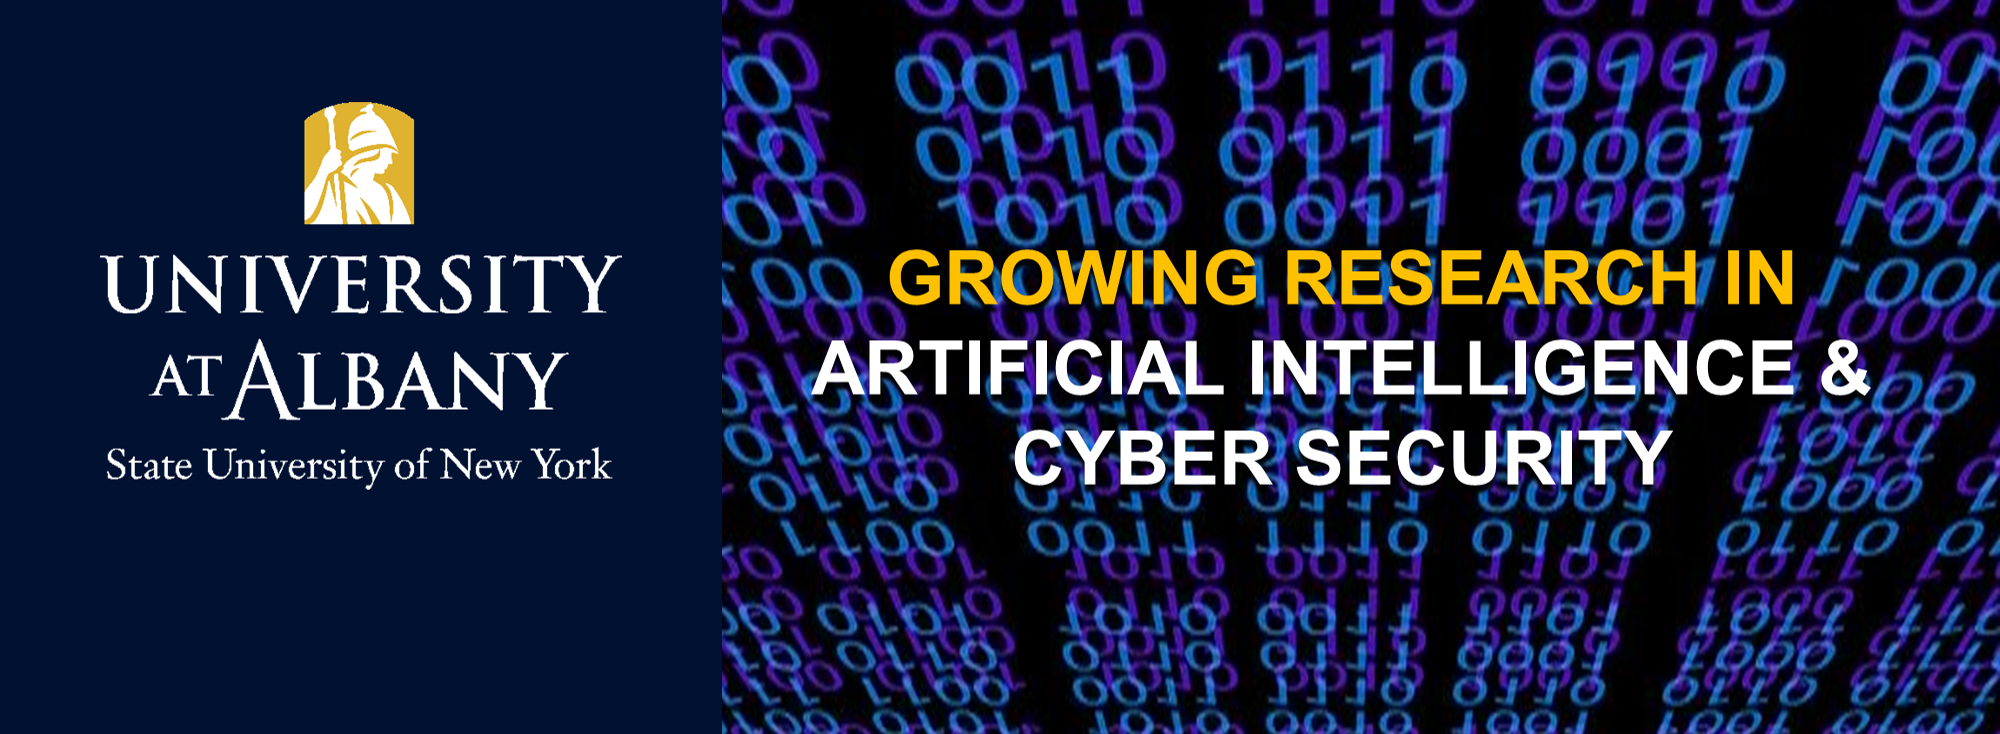 UNIVERSITY
AT ALBANY
State University of New York
GROWING RESEARCH IN
ARTIFICIAL INTELLIGENCE &
CYBER SECURITY